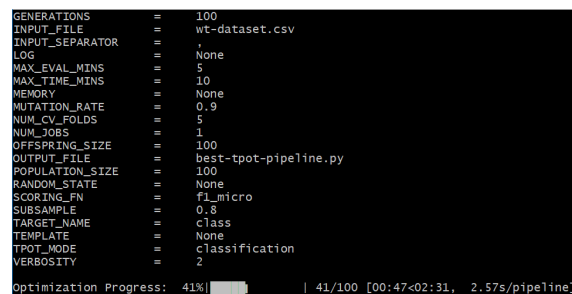 GENERATIONS = 100
INPUT_FILE = wt-dataset.csv
INPUT_SEPARATOR = ,
LOG = None
MAX_EVAL_MINS = 5
MAX_TIME_MINS = 10
MEMORY = None
MUTATION_RATE = 0.9
NUM_CV_FOLDS = 5
NUM_JOBS = 1
OFFSPRING_SIZE = 100
OUTPUT_FILE = best-tpot-pipeline.py
POPULATION_SIZE = 100
RANDOM_STATE = None
SCORING_FN = f1_micro
SUBSAMPLE = 0.8
TARGET_NAME = class
TEMPLATE = None
TPOT_MODE = classification
VERBOSITY = 2
Optimization Progress: 41%| | 41/100 [00:47<02:31, 2.57s/pipeline]